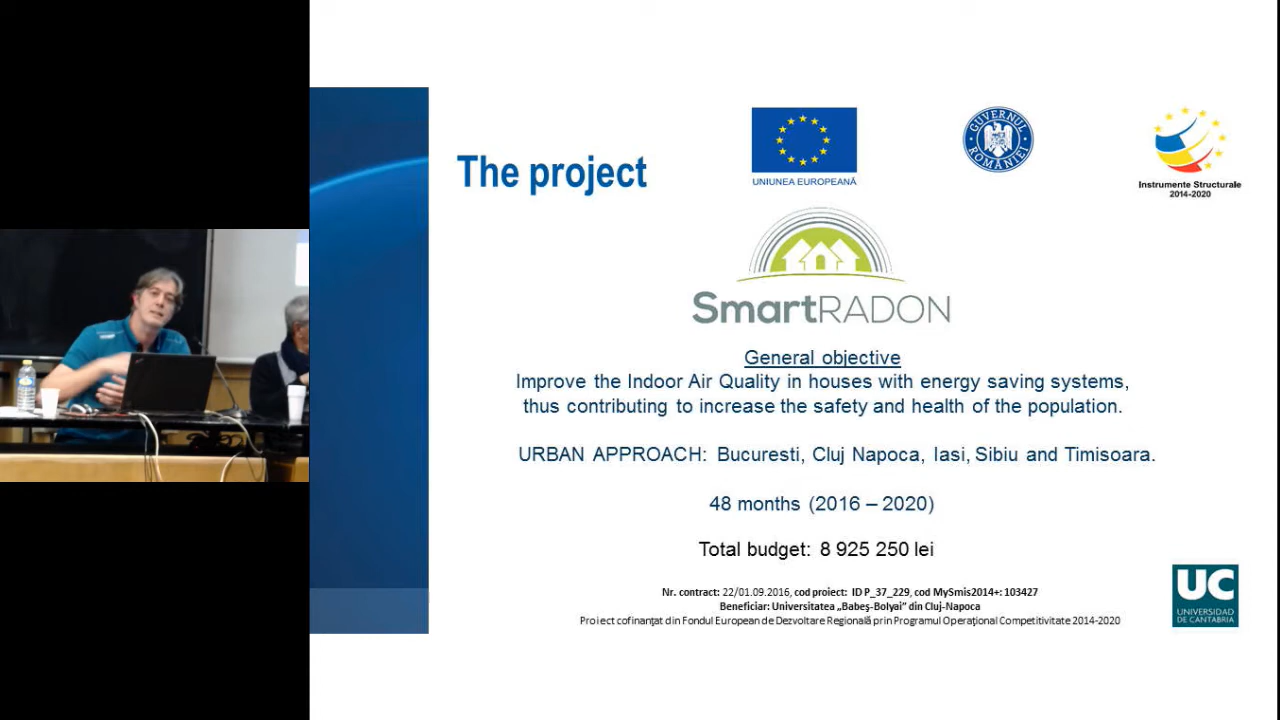 The project
UNIUNEA EUROPEANĂ
GUVERNUL ROMÂNIEI
Instrumente Structurale
2014-2020
SmartRADON
General objective
Improve the Indoor Air Quality in houses with energy saving systems,
thus contributing to increase the safety and health of the population.
URBAN APPROACH: Bucuresti, Cluj Napoca, Iasi, Sibiu and Timisoara.
48 months (2016 – 2020)
Total budget: 8 925 250 lei
Nr. contract: 22/01.09.2016, cod proiect: ID P_37_229, cod MySmis2014+: 103427
Beneficiar: Universitatea „Babeș-Bolyai” din Cluj-Napoca
Proiect cofinanţat din Fondul European de Dezvoltare Regională prin Programul Operaţional Competitivitate 2014-2020
UC
UNIVERSIDAD
DE CANTABRIA